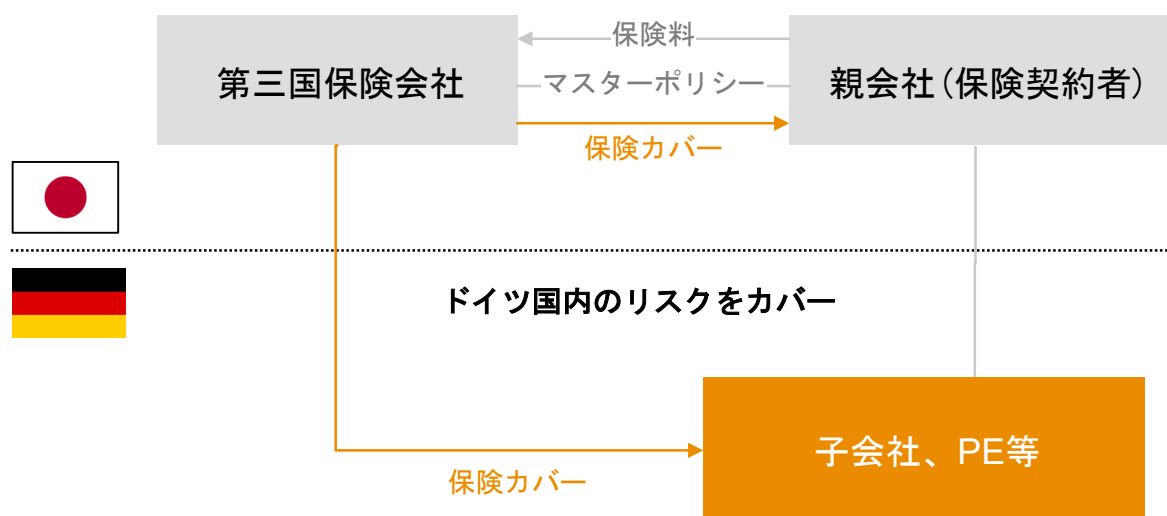 保険料
第三国保険会社
マスターポリシー
親会社(保険契約者)
保険カバー
ドイツ国内のリスクをカバー
子会社、PE等
保険カバー